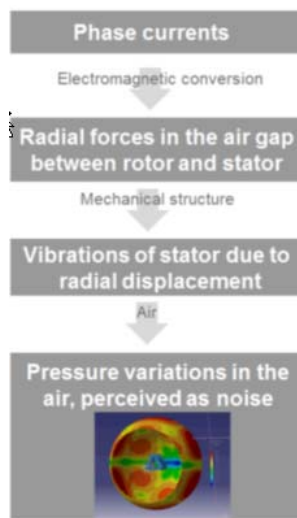 Phase currents
Electromagnetic conversion
Radial forces in the air gap
between rotor and stator
Mechanical structure
Vibrations of stator due to
radial displacement
Air
Pressure variations in the
air, perceived as noise